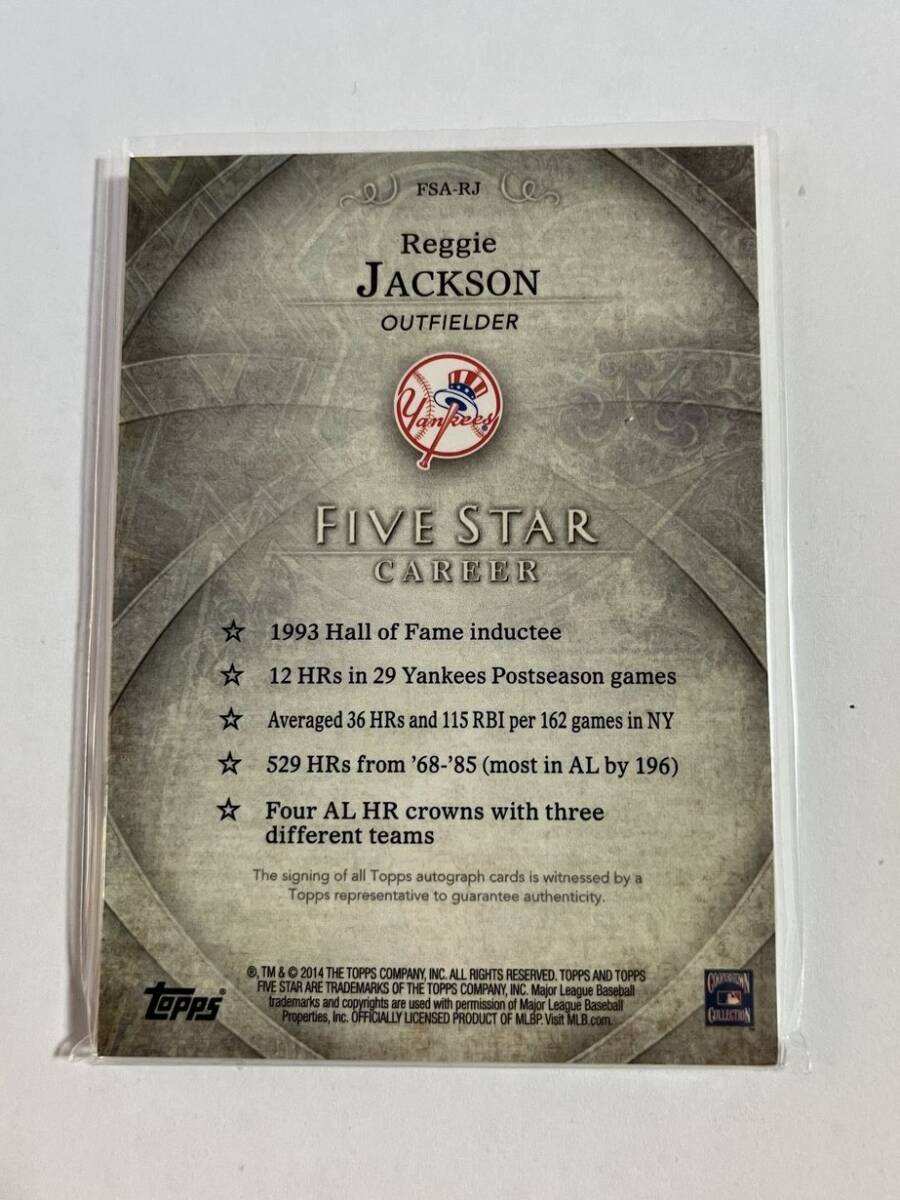 FSA-RJ
Reggie
JACKSON
OUTFIELDER
Yankees
FIVE STAR
CAREER
☆ 1993 Hall of Fame inductee
☆ 12 HRs in 29 Yankees Postseason games
☆ Averaged 36 HRs and 115 RBI per 162 games in NY
☆ 529 HRs from ’68-’85 (most in AL by 196)
☆ Four AL HR crowns with three
different teams
The signing of all Topps autograph cards is witnessed by a
Topps representative to guarantee authenticity.
®, TM & © 2014 THE TOPPS COMPANY, INC. ALL RIGHTS RESERVED. TOPPS AND TOPPS
FIVE STAR ARE TRADEMARKS OF THE TOPPS COMPANY, INC. Major League Baseball
trademarks and copyrights are used with permission of Major League Baseball
Properties, Inc. OFFICIALLY LICENSED PRODUCT OF MLBP. Visit MLB.com.
Topps
COOPERSTOWN
COLLECTION